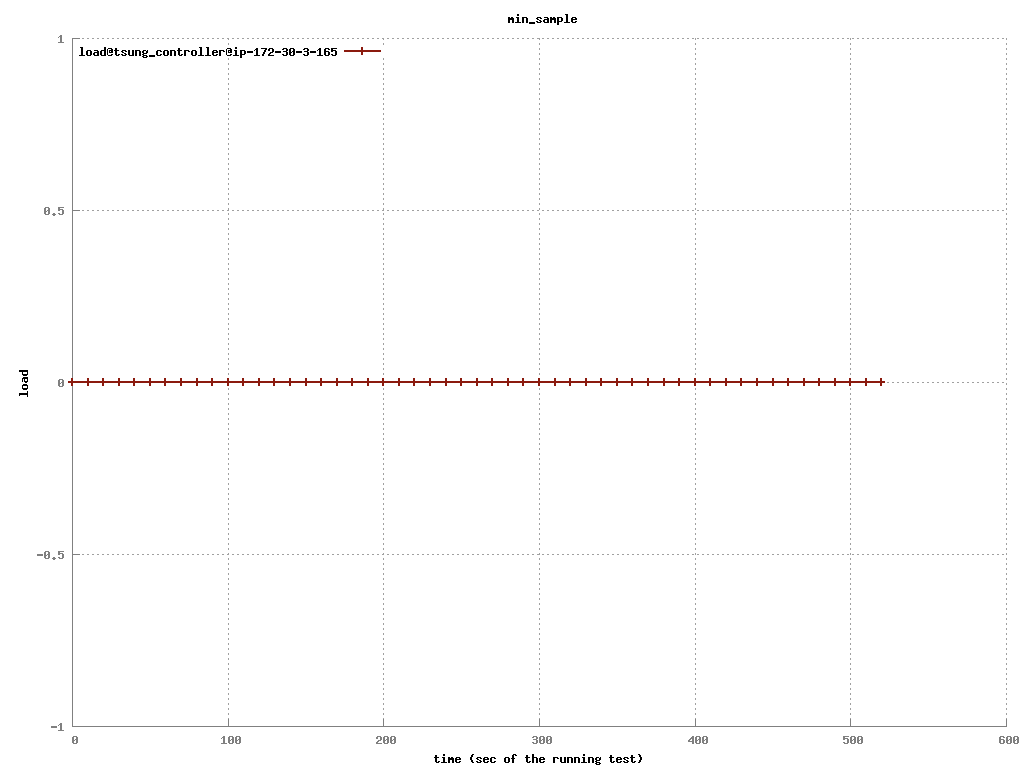 min_sample
load@tsung_controller@ip-172-30-3-165
1
0.5
0
-0.5
-1
load
0 100 200 300 400 500 600
time (sec of the running test)